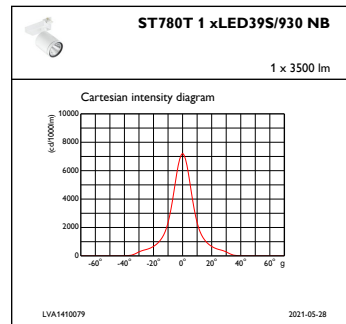 ST780T 1 xLED39S/930 NB
1 x 3500 lm
Cartesian intensity diagram
(cd/1000lm)
10000
8000
6000
4000
2000
0
-60° -40° -20° 0° 20° 40° 60° g
LVA1410079 2021-05-28